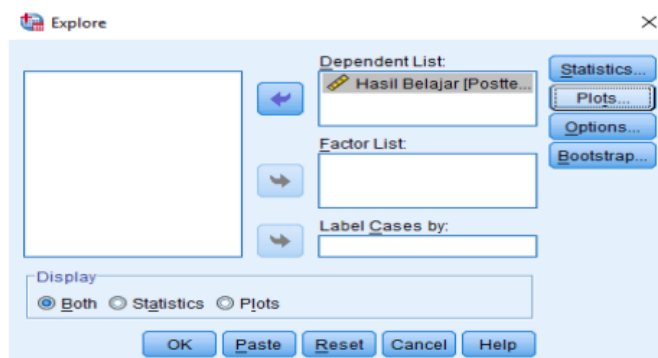 Explore
Dependent List:
Hasil Belajar [Postte...
Statistics...
Plots...
Factor List:
Options...
Bootstrap...
Label Cases by:
Display
Both Statistics Plots
OK Paste Reset Cancel Help